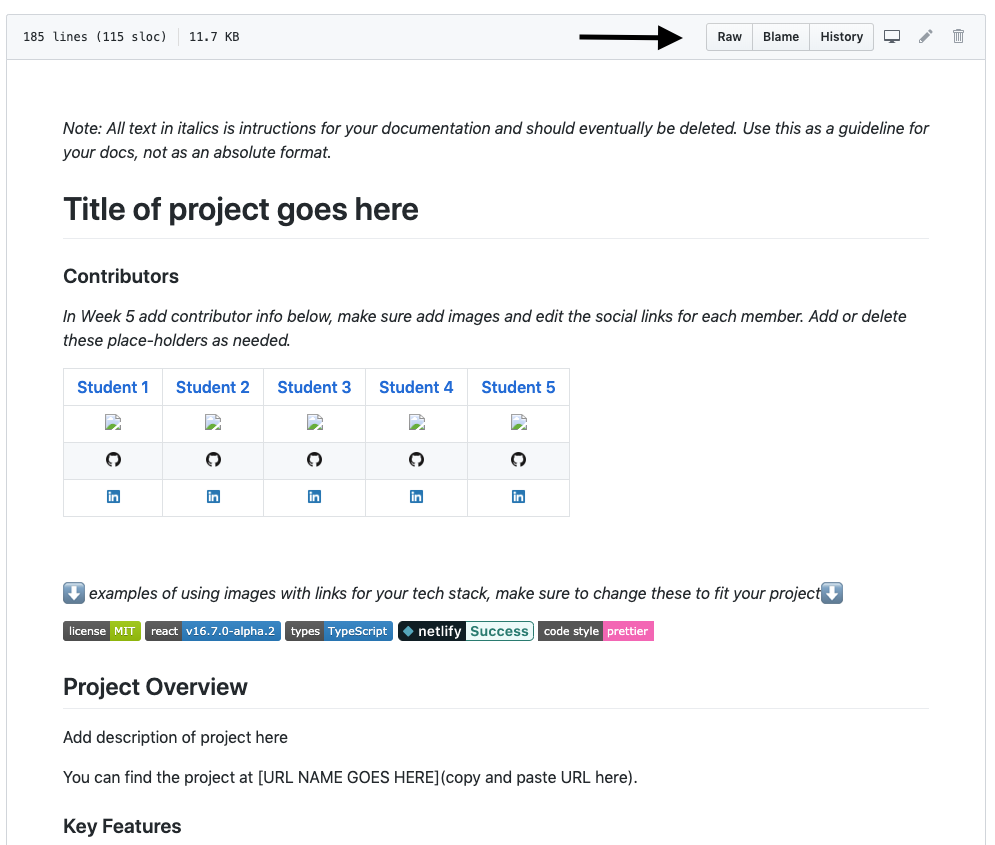 185 lines (115 sloc) 11.7 KB
Raw Blame History
Note: All text in italics is intructions for your documentation and should eventually be deleted. Use this as a guideline for
your docs, not as an absolute format.
Title of project goes here
Contributors
In Week 5 add contributor info below, make sure add images and edit the social links for each member. Add or delete
these place-holders as needed.
Student 1 Student 2 Student 3 Student 4 Student 5
in in in in in
examples of using images with links for your tech stack, make sure to change these to fit your project
license MIT react v16.7.0-alpha.2 types TypeScript netlify Success code style prettier
Project Overview
Add description of project here
You can find the project at [URL NAME GOES HERE](copy and paste URL here).
Key Features